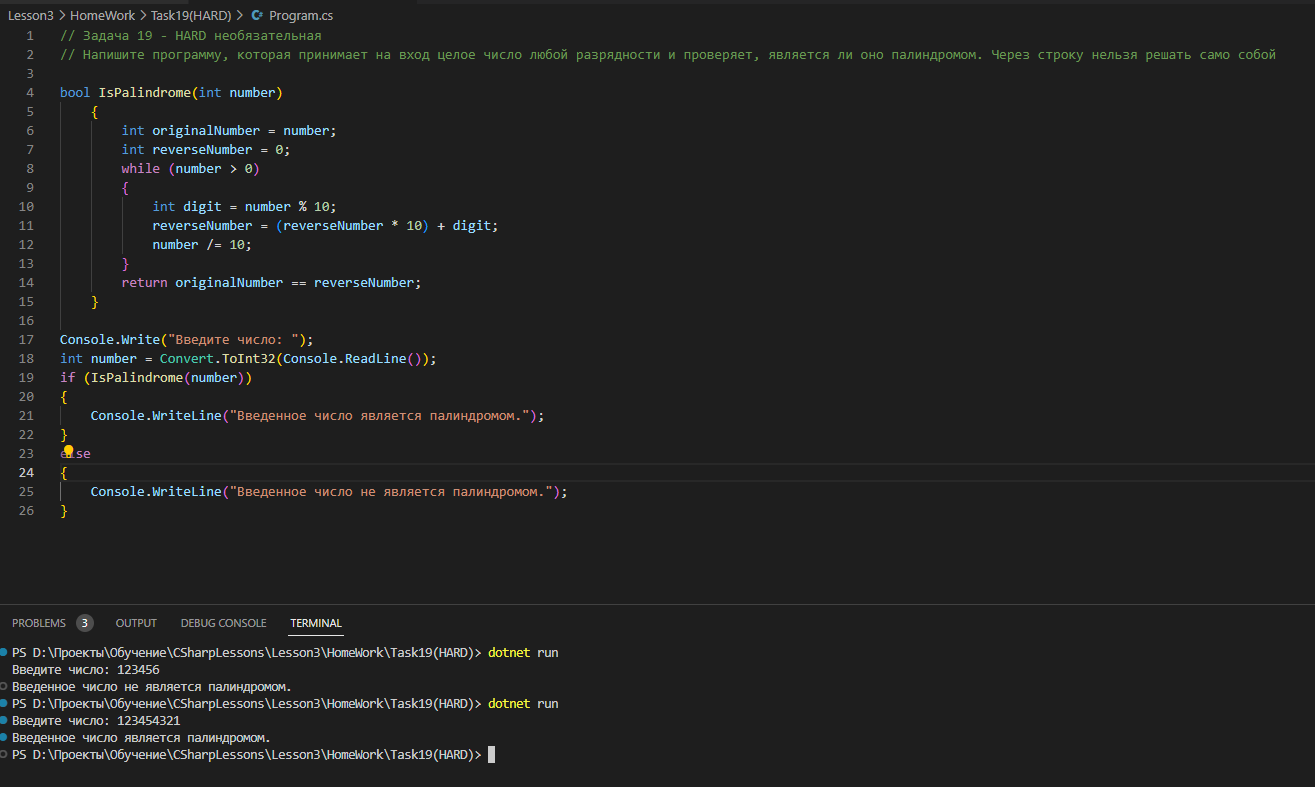 Lesson3 > HomeWork > Task19(HARD) > C# Program.cs
1 // Задача 19 - HARD необязательная
2 // Напишите программу, которая принимает на вход целое число любой разрядности и проверяет, является ли оно палиндромом. Через строку нельзя решать само собой
3
4 bool IsPalindrome(int number)
5 {
6 int originalNumber = number;
7 int reverseNumber = 0;
8 while (number > 0)
9 {
10 int digit = number % 10;
11 reverseNumber = (reverseNumber * 10) + digit;
12 number /= 10;
13 }
14 return originalNumber == reverseNumber;
15 }
16
17 Console.Write("Введите число: ");
18 int number = Convert.ToInt32(Console.ReadLine());
19 if (IsPalindrome(number))
20 {
21 Console.WriteLine("Введенное число является палиндромом.");
22 }
23 else
24 {
25 Console.WriteLine("Введенное число не является палиндромом.");
26 }
PROBLEMS 3 OUTPUT DEBUG CONSOLE TERMINAL
PS D:\Проекты\Обучение\CSharpLessons\Lesson3\HomeWork\Task19(HARD)> dotnet run
Введите число: 123456
Введенное число не является палиндромом.
PS D:\Проекты\Обучение\CSharpLessons\Lesson3\HomeWork\Task19(HARD)> dotnet run
Введите число: 123454321
Введенное число является палиндромом.
PS D:\Проекты\Обучение\CSharpLessons\Lesson3\HomeWork\Task19(HARD)>